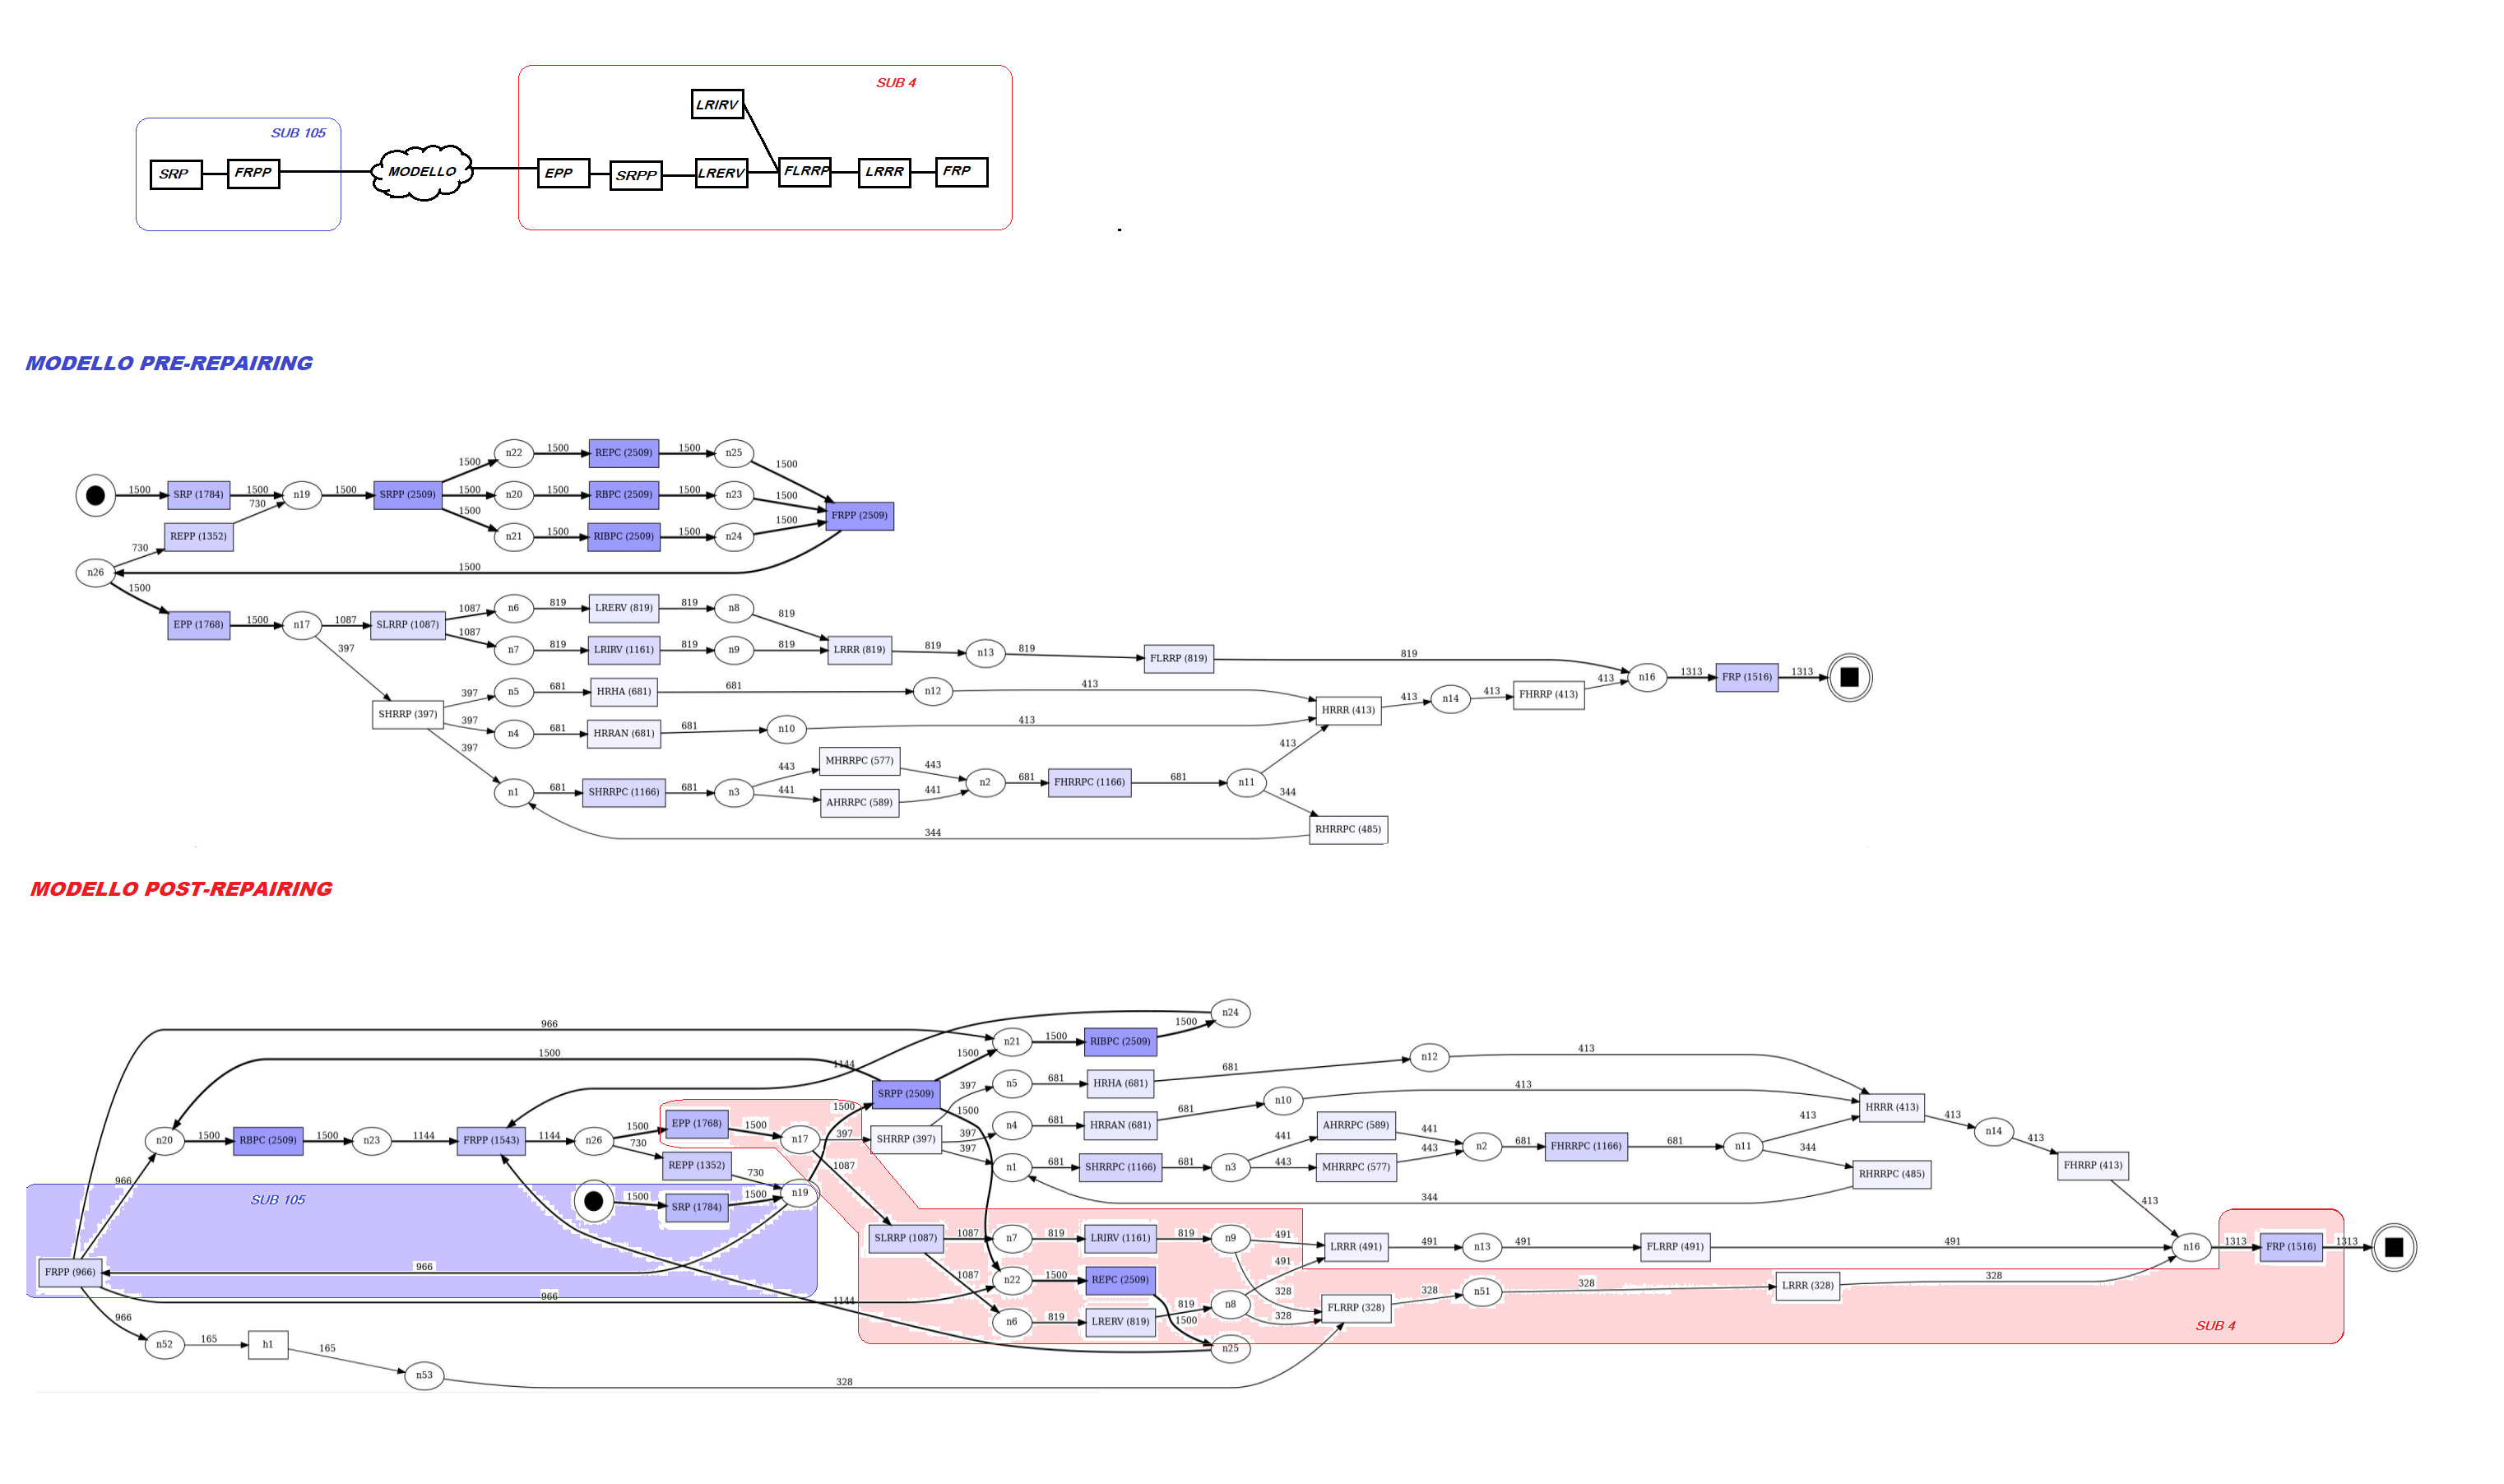 SUB 4
LRIRV
SUB 105
SRP
FRPP
MODELLO
EPP
SRPP
LRERV
FLRRP
LRRR
FRP
MODELLO PRE-REPAIRING
n22
1500
REPC (2509)
1500
n25
1500
1500
1500
SRP (1784)
1500
n19
1500
SRPP (2509)
1500
n20
1500
RBPC (2509)
1500
n23
1500
FRPP (2509)
730
1500
REPP (1352)
n21
1500
RIBPC (2509)
1500
n24
1500
730
n26
1500
1500
EPP (1768)
1500
n17
1087
SLRRP (1087)
1087
n6
819
LRERV (819)
819
n8
819
1087
n7
819
LRIRV (1161)
819
n9
819
LRRR (819)
819
n13
819
FLRRP (819)
819
n16
1313
FRP (1516)
1313
397
397
n5
681
HRHA (681)
681
n12
413
SHRRP (397)
397
n4
681
HRRAN (681)
681
n10
413
HRRR (413)
413
n14
413
FHRRP (413)
413
397
n1
681
SHRRPC (1166)
681
n3
443
MHRRPC (577)
443
441
AHRRPC (589)
441
n2
681
FHRRPC (1166)
681
n11
413
344
RHRRPC (485)
344
MODELLO POST-REPAIRING
n24
966
n21
1500
RIBPC (2509)
1500
1500
1144
1500
n12
413
SRPP (2509)
397
n5
681
HRHA (681)
681
n10
413
HRRR (413)
413
n14
413
1500
1500
n20
1500
RBPC (2509)
1500
n23
1144
FRPP (1543)
1144
n26
1500
EPP (1768)
1500
n17
397
SHRRP (397)
397
n4
681
HRRAN (681)
681
441
AHRRPC (589)
441
n2
681
FHRRPC (1166)
681
n11
413
730
REPP (1352)
730
1087
397
n1
681
SHRRPC (1166)
681
n3
443
MHRRPC (577)
443
344
RHRRPC (485)
FHRRP (413)
413
344
966
SUB 105
1500
SRP (1784)
1500
n19
SLRRP (1087)
1087
n7
819
LRIRV (1161)
819
n9
491
LRRR (491)
491
n13
491
FLRRP (491)
491
n16
1313
FRP (1516)
1313
FRPP (966)
966
1087
n22
1500
REPC (2509)
491
328
966
1144
n6
819
LRERV (819)
819
n8
328
FLRRP (328)
328
n51
328
LRRR (328)
328
1500
SUB 4
n25
966
n52
165
h1
165
n53
328